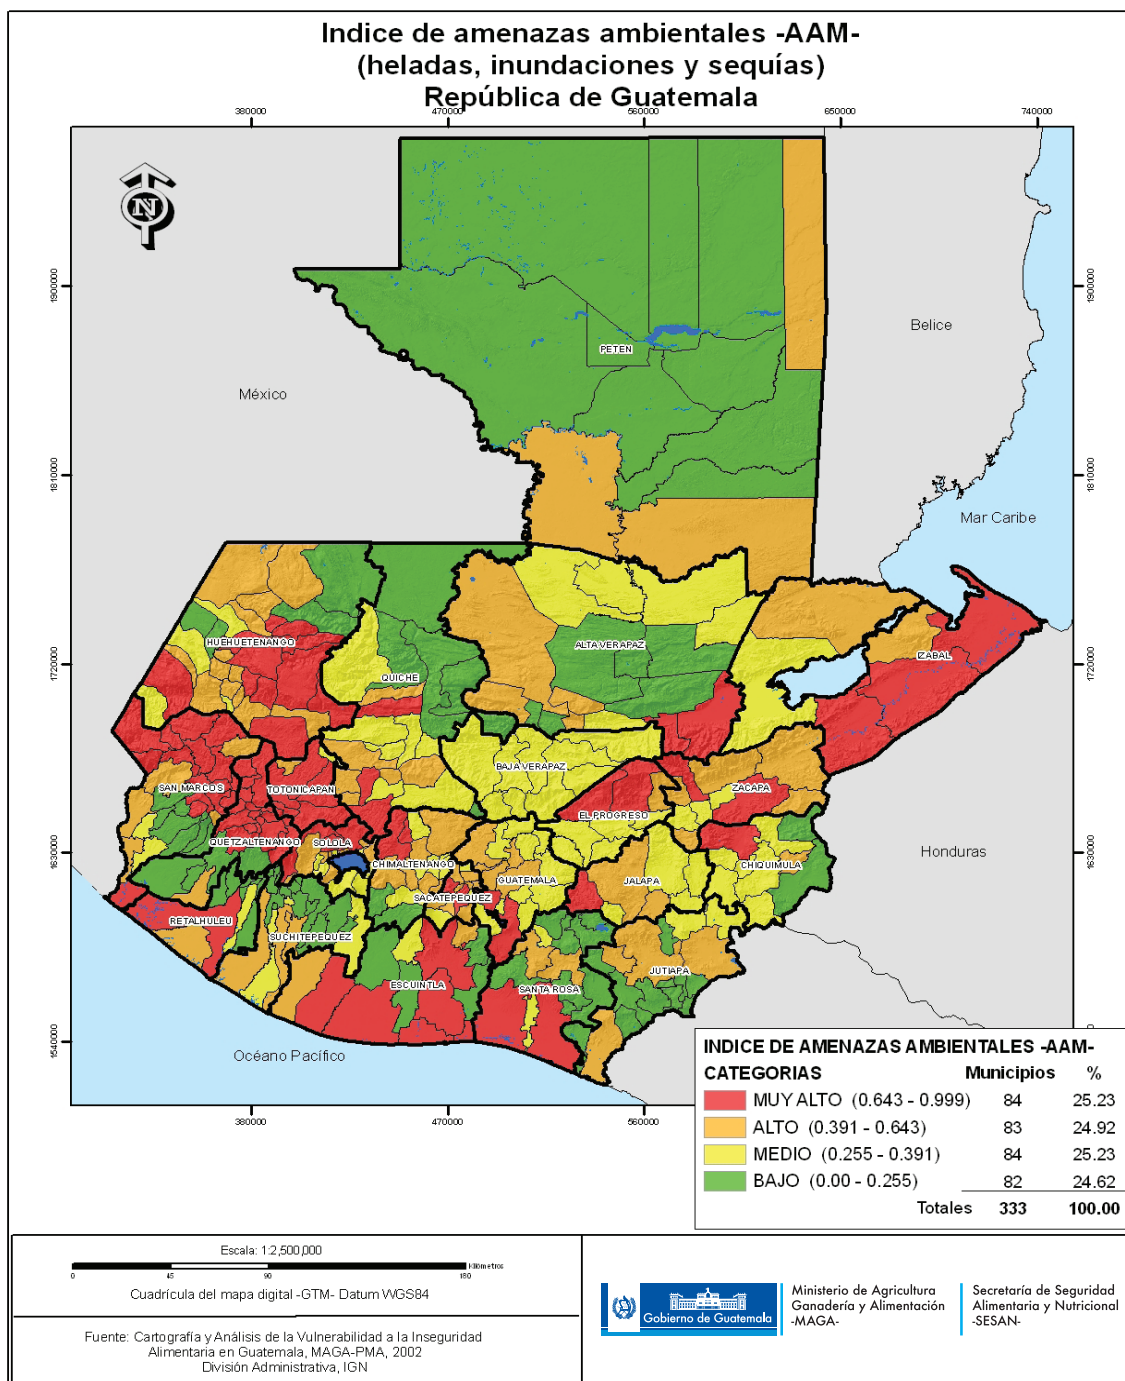 Indice de amenazas ambientales -AAM-
(heladas, inundaciones y sequías)
República de Guatemala
380000 470000 560000 650000 740000
N
1900000 1900000
Belice
PETEN
México
1810000 1810000
Mar Caribe
HUEHUETENANGO
ALTA VERAPAZ
IZABAL
1720000 1720000
QUICHE
BAJA VERAPAZ
SAN MARCOS
TOTONICAPAN
ZACAPA
EL PROGRESO
QUETZALTENANGO
SOLOLA
1630000 1630000
Honduras
CHIMALTENANGO
CHIQUIMULA
GUATEMALA
JALAPA
SACATEPEQUEZ
RETALHULEU
SUCHITEPEQUEZ
JUTIAPA
ESCUINTLA
SANTA ROSA
1540000
Océano Pacífico
380000 470000 560000
INDICE DE AMENAZAS AMBIENTALES -AAM-
CATEGORIAS Municipios %
MUY ALTO (0.643 - 0.999) 84 25.23
ALTO (0.391 - 0.643) 83 24.92
MEDIO (0.255 - 0.391) 84 25.23
BAJO (0.00 - 0.255) 82 24.62
Totales 333 100.00
Escala: 1:2,500,000
Kilómetros
0 45 90 180
Cuadrícula del mapa digital -GTM- Datum WGS84
Fuente: Cartografía y Análisis de la Vulnerabilidad a la Inseguridad
Alimentaria en Guatemala, MAGA-PMA, 2002
División Administrativa, IGN
Gobierno de Guatemala
Ministerio de Agricultura
Ganadería y Alimentación
-MAGA-
Secretaría de Seguridad
Alimentaria y Nutricional
-SESAN-